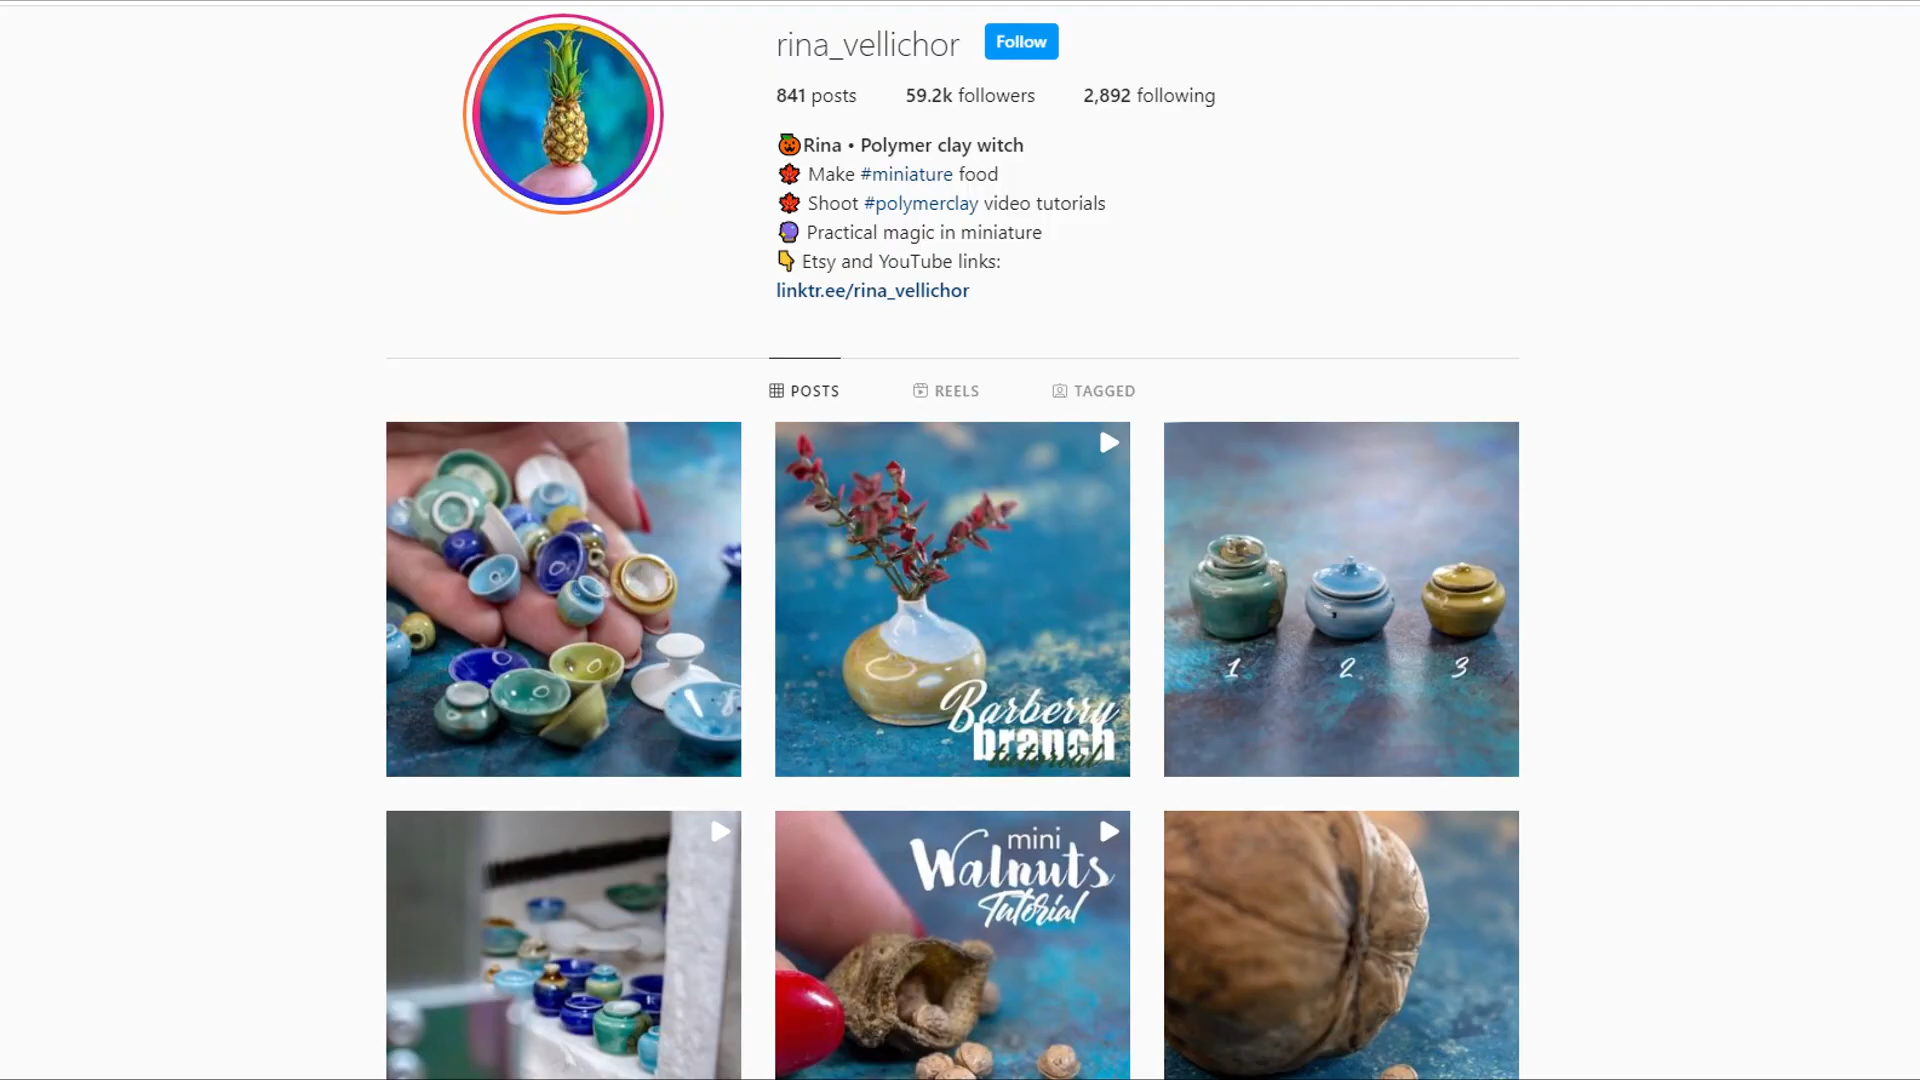 rina_vellichor Follow
841 posts 59.2k followers 2,892 following
Rina • Polymer clay witch
Make #miniature food
Shoot #polymerclay video tutorials
Practical magic in miniature
Etsy and YouTube links:
linktr.ee/rina_vellichor
POSTS REELS TAGGED
Barberry
branch
tutorial
1 2 3
mini
Walnuts
Tutorial